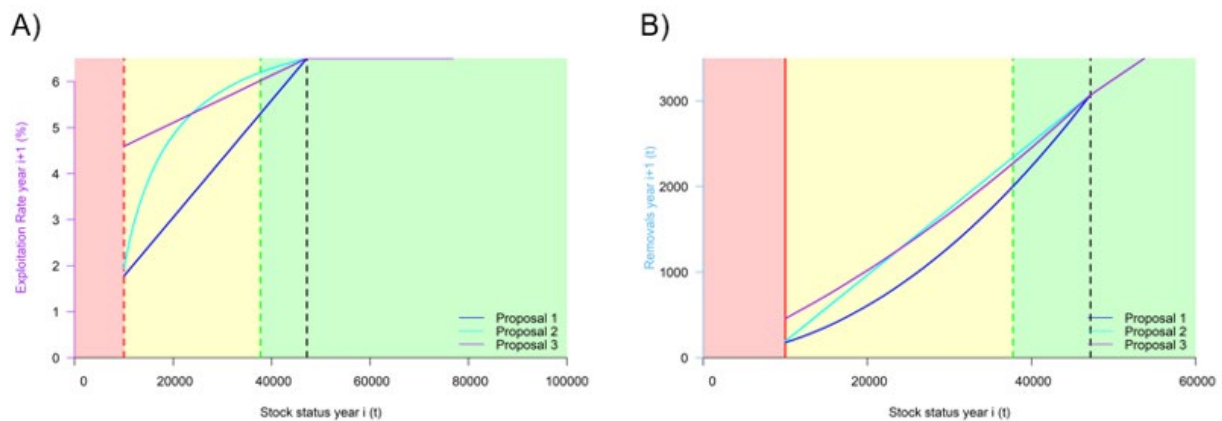 A)
Exploitation Rate year i+1 (%)
6
5
4
3
2
1
0
Proposal 1
Proposal 2
Proposal 3
0 20000 40000 60000 80000 100000
Stock status year i (t)
B)
Removals year i+1 (t)
3000
2000
1000
0
Proposal 1
Proposal 2
Proposal 3
0 20000 40000 60000
Stock status year i (t)